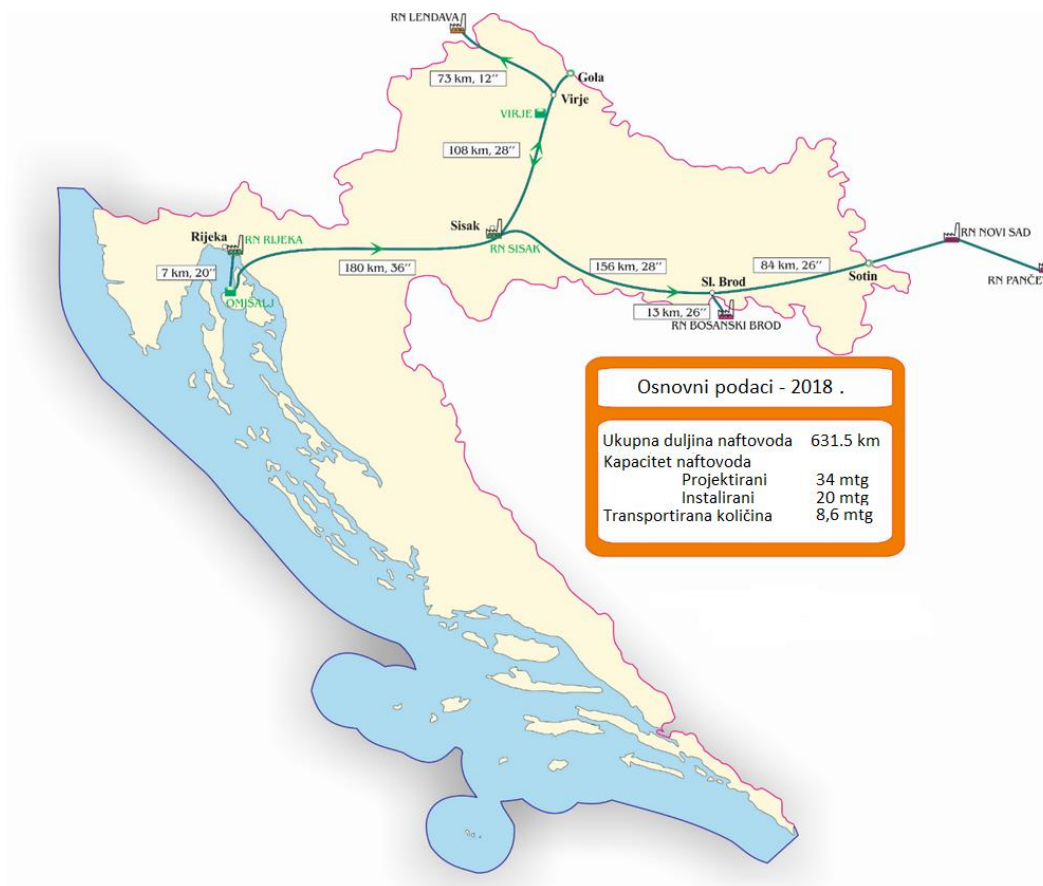 RN LENDAVA
73 km, 12''
Gola
Virje
VIRJE
108 km, 28''
Sisak
RN SISAK
Rijeka
RN RIJEKA
7 km, 20''
OMIŠALJ
180 km, 36''
156 km, 28''
Sl. Brod
84 km, 26''
Sotin
RN NOVI SAD
RN PANČE
13 km, 26''
RN BOSANSKI BROD
Osnovni podaci - 2018 .
Ukupna duljina naftovoda 631.5 km
Kapacitet naftovoda
Projektirani 34 mtg
Instalirani 20 mtg
Transportirana količina 8,6 mtg